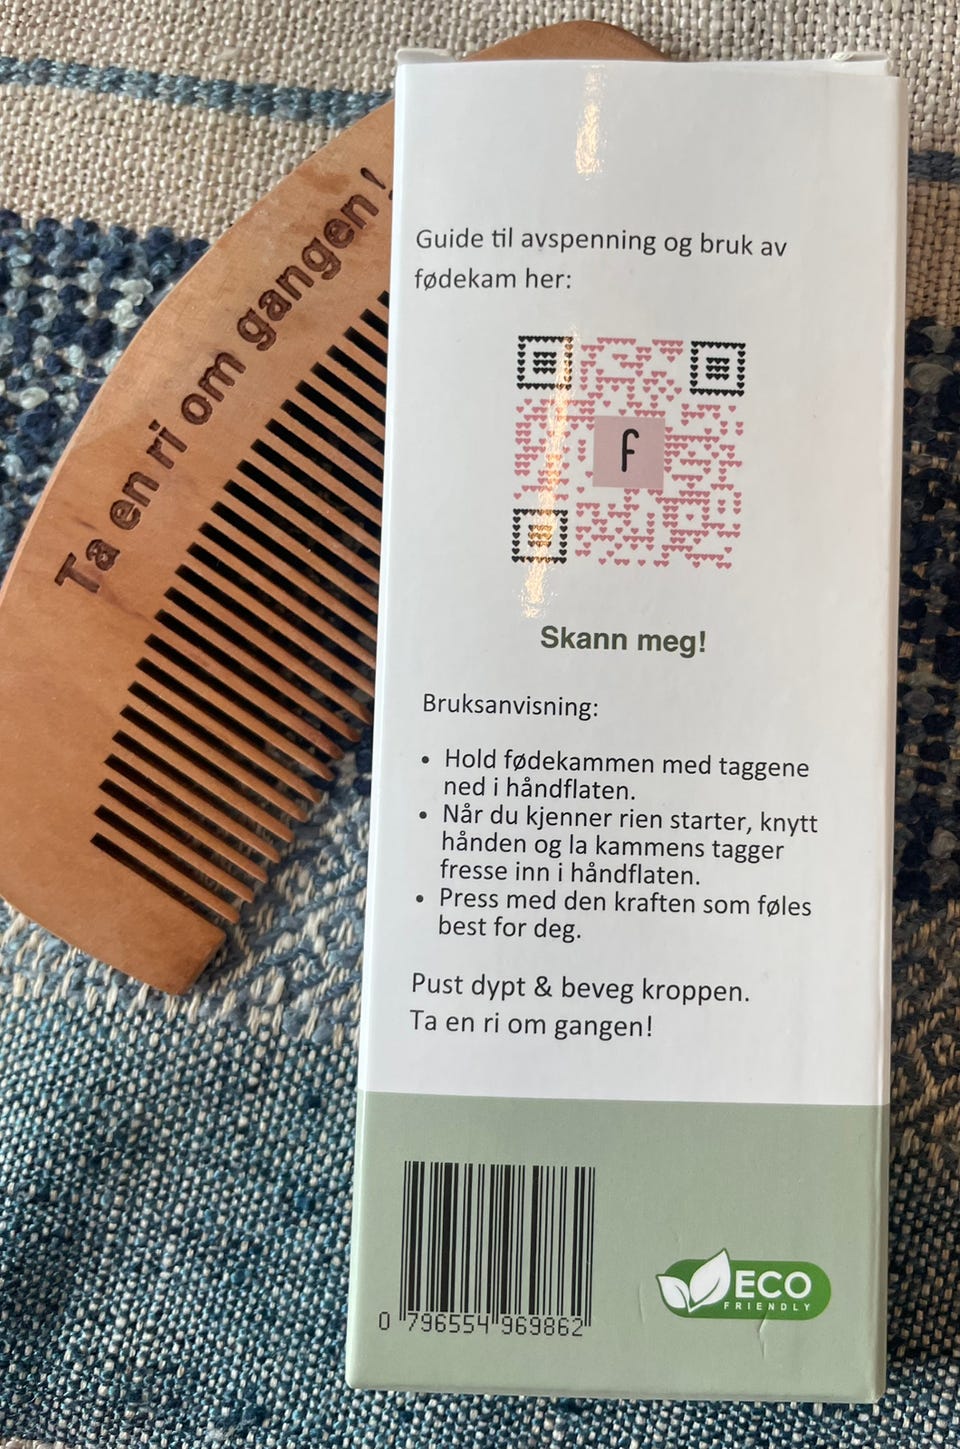 Ta en ri om gangen!
Guide til avspenning og bruk av
fødekam her:
f
Skann meg!
Bruksanvisning:
• Hold fødekammen med taggene
ned i håndflaten.
• Når du kjenner rien starter, knytt
hånden og la kammens tagger
fresse inn i håndflaten.
• Press med den kraften som føles
best for deg.
Pust dypt & beveg kroppen.
Ta en ri om gangen!
0 796554 969862
ECO
FRIENDLY